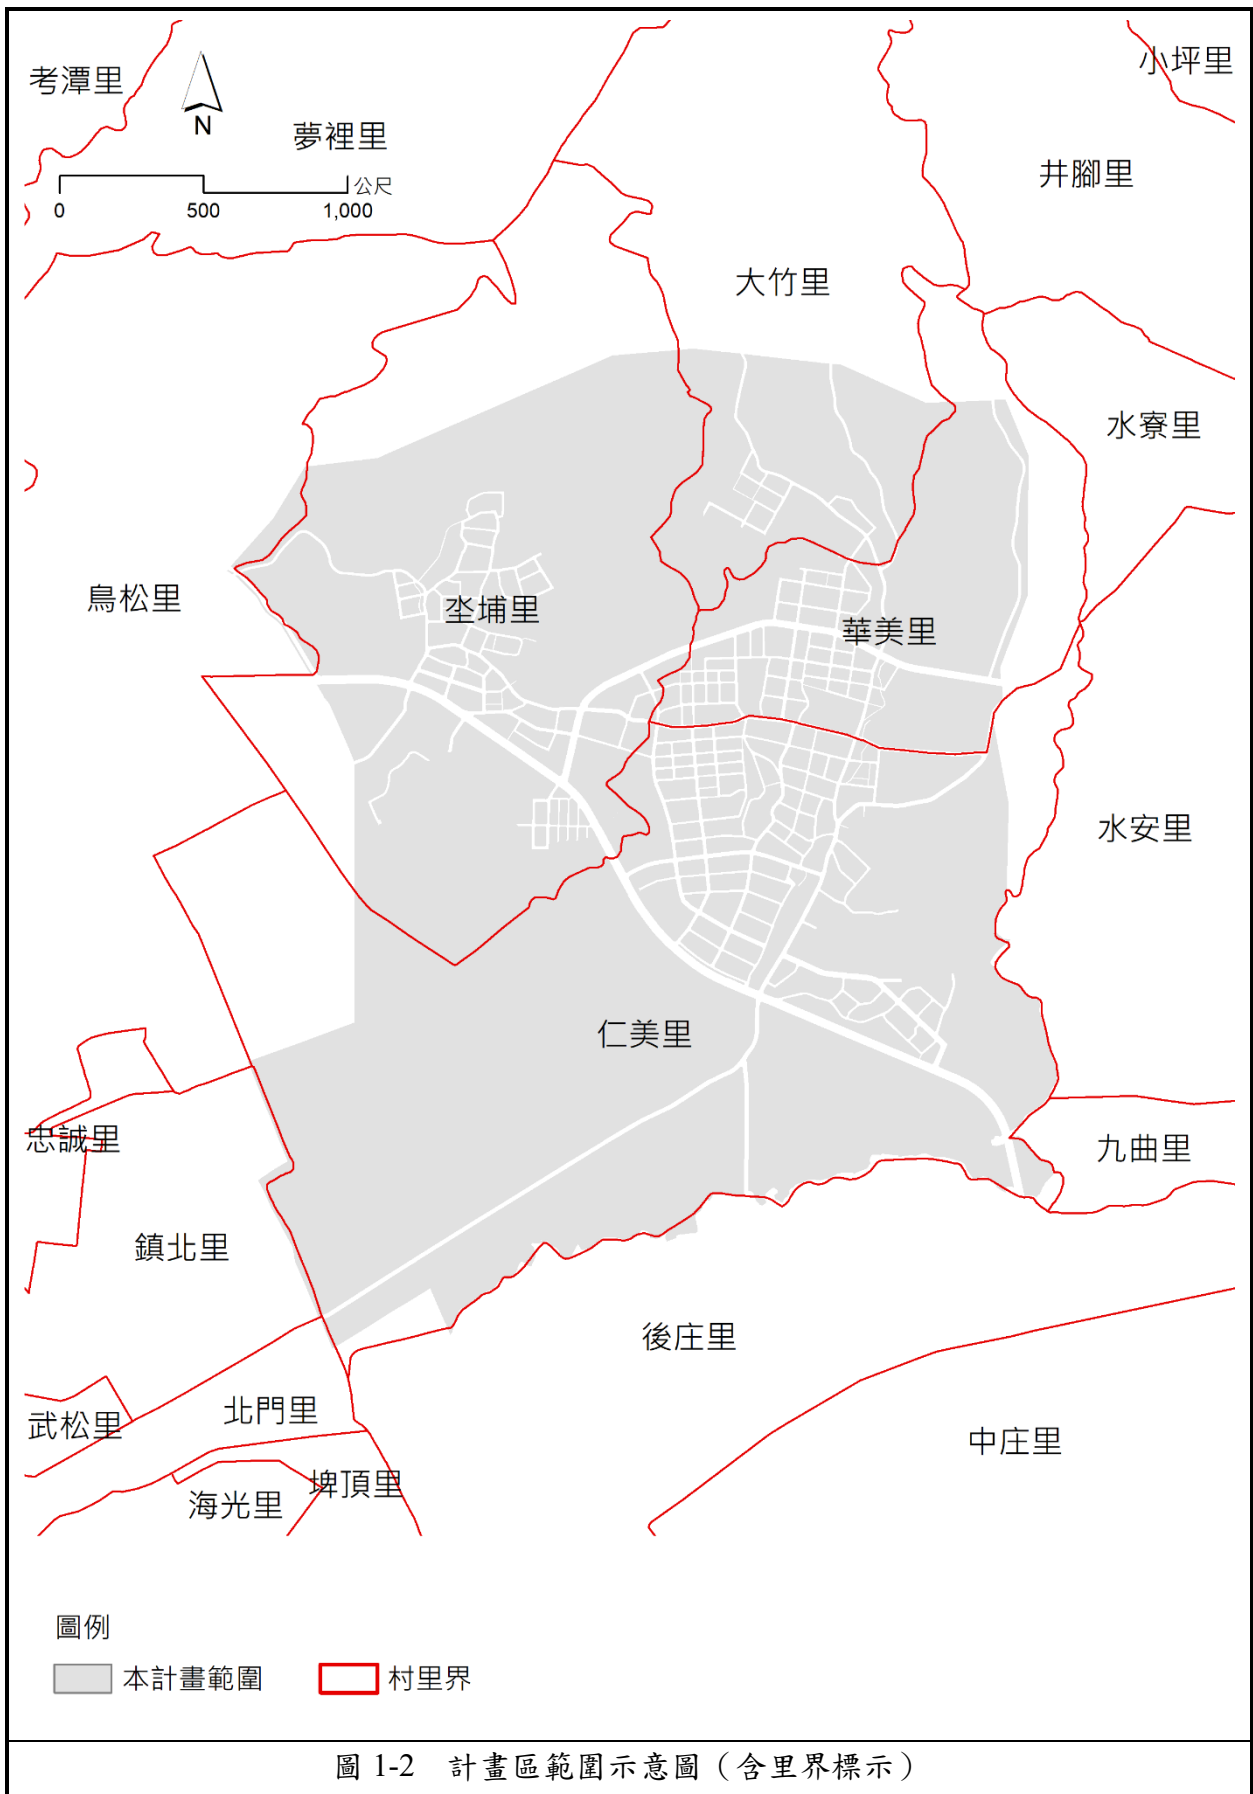 小坪里
考潭里
N
夢裡里
井腳里
公尺
0 500 1,000
大竹里
水寮里
鳥松里
坔埔里
華美里
水安里
仁美里
忠誠里
九曲里
鎮北里
後庄里
北門里
武松里
中庄里
埤頂里
海光里
圖例
本計畫範圍 村里界
圖 1-2 計畫區範圍示意圖（含里界標示）